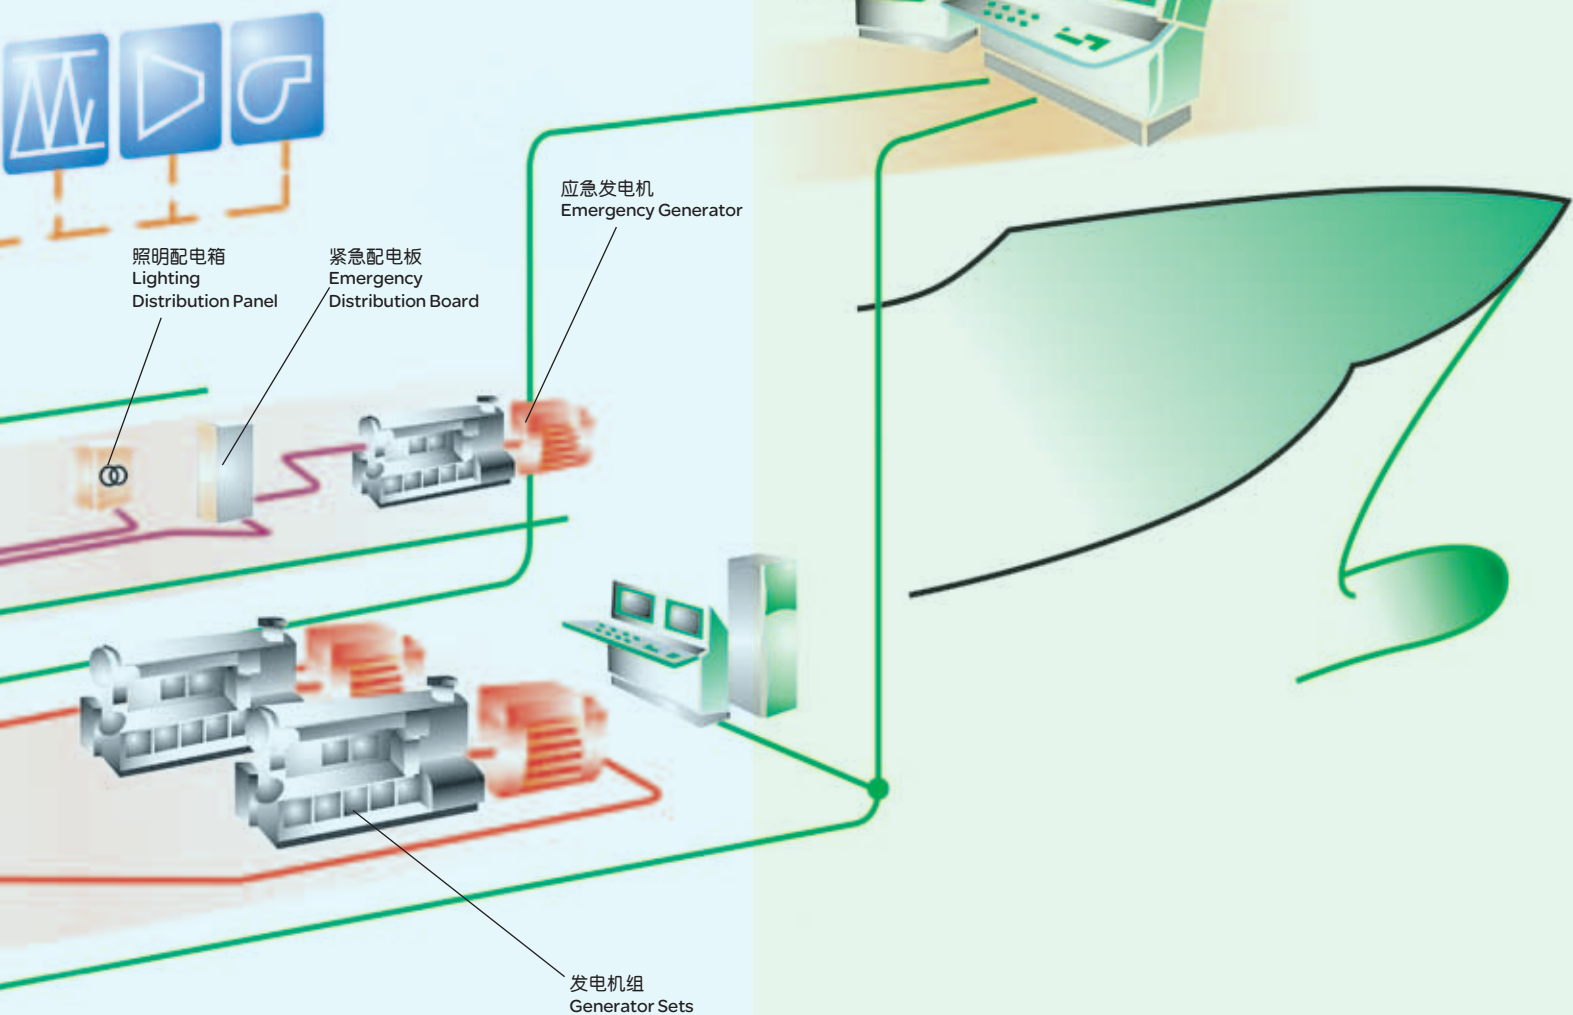 应急发电机
Emergency Generator
照明配电箱
Lighting
Distribution Panel
紧急配电板
Emergency
Distribution Board
发电机组
Generator Sets